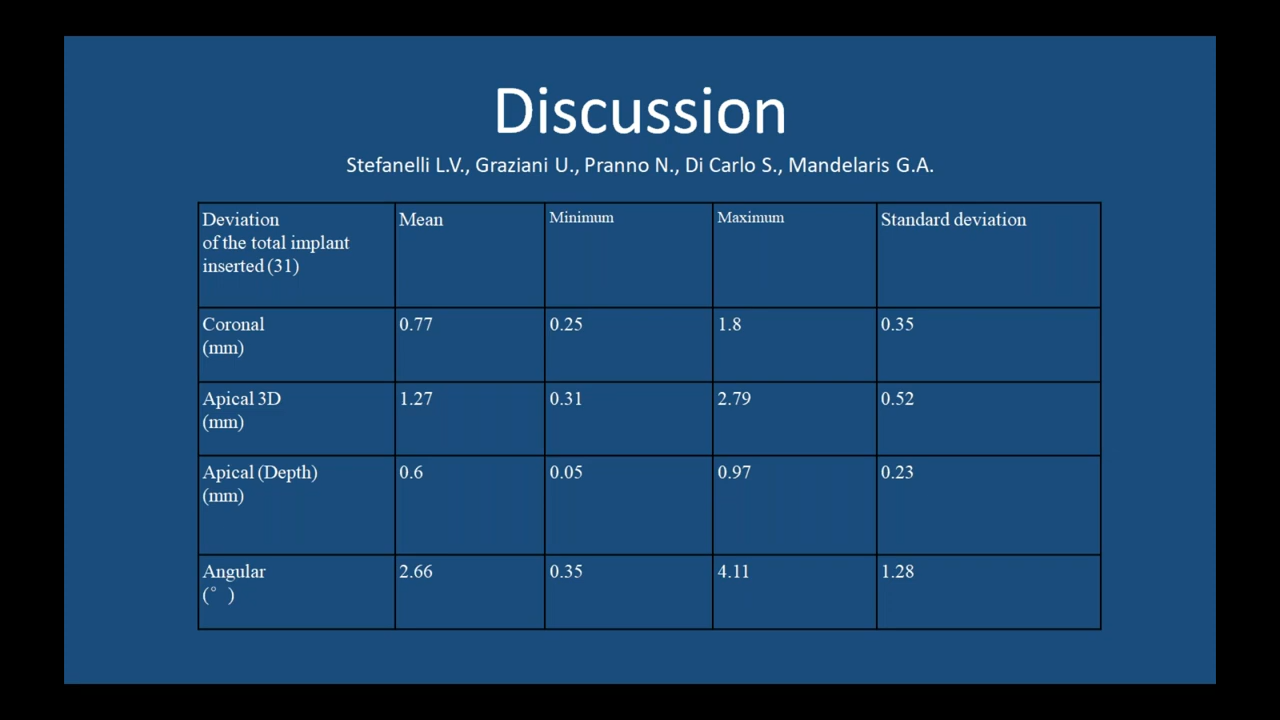 Discussion
Stefanelli L.V., Graziani U., Pranno N., Di Carlo S., Mandelaris G.A.
Deviation
of the total implant
inserted (31)
Mean
Minimum
Maximum
Standard deviation
Coronal
(mm)
0.77
0.25
1.8
0.35
Apical 3D
(mm)
1.27
0.31
2.79
0.52
Apical (Depth)
(mm)
0.6
0.05
0.97
0.23
Angular
(° )
2.66
0.35
4.11
1.28